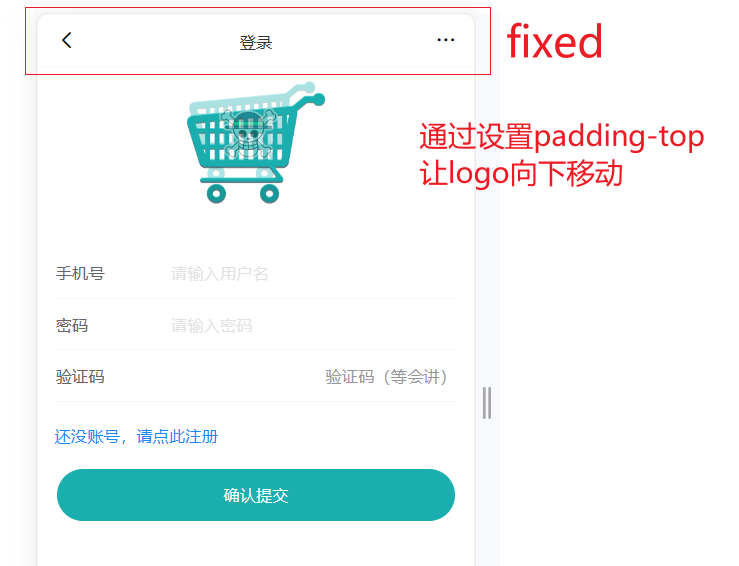 登录
fixed
通过设置padding-top
让logo向下移动
手机号 请输入用户名
密码 请输入密码
验证码 验证码（等会讲）
还没账号，请点此注册
确认提交